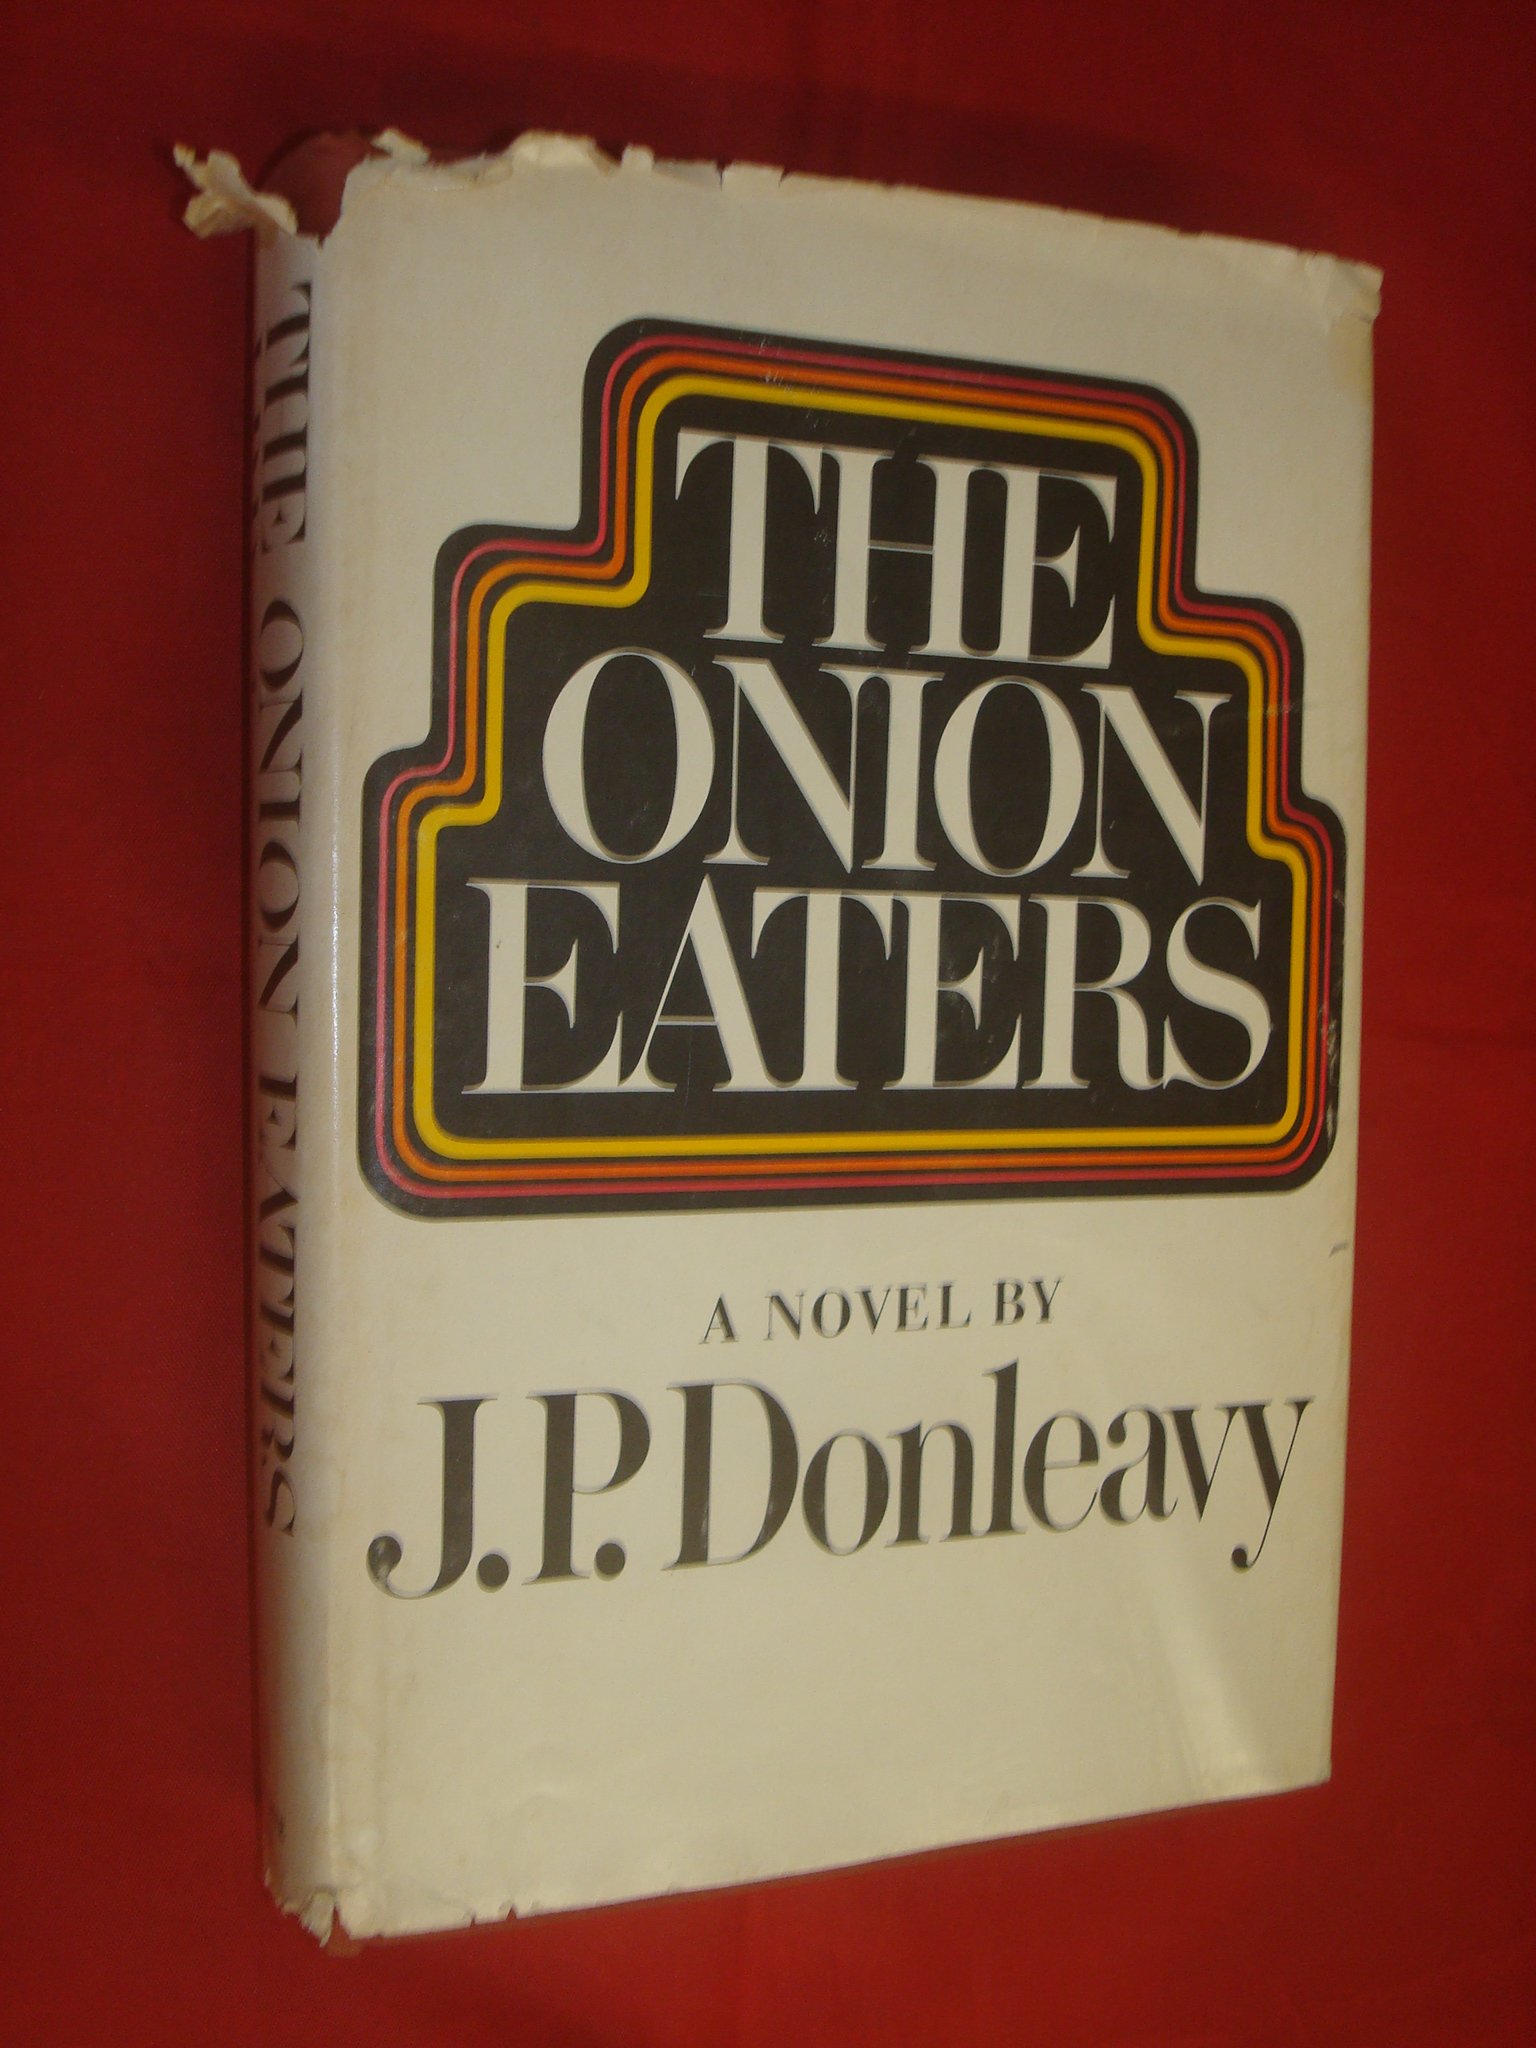 THE ONION EATERS
THE
ONION
EATERS
A NOVEL BY
J.P. Donleavy